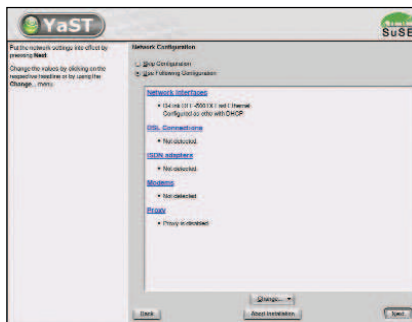 YaST
SuSE
Put the network settings into effect by
pressing Next.
Change the values by clicking on the
respective headline or by using the
Change... menu.
Network Configuration
Skip Configuration
Use Following Configuration
Network Interfaces
Ethernet
Configured as with DHCP
DSL Connections
Not detected.
ISDN adapters
Not detected.
Modems
Not detected.
Proxy
Proxy is disabled.
Change...
Back
Abort Installation
Next